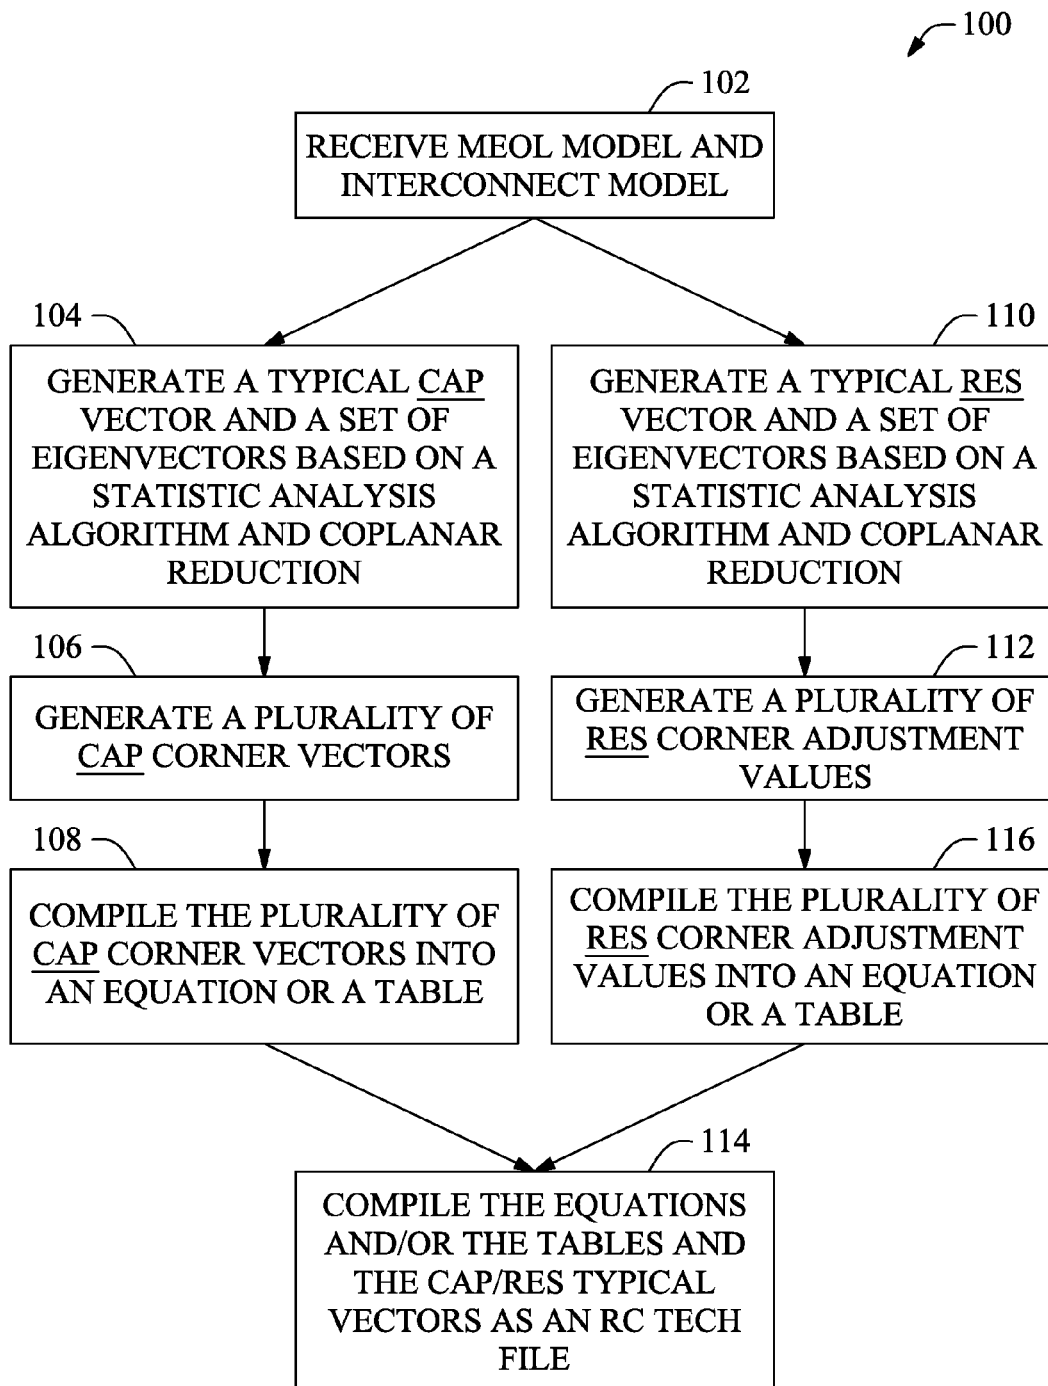 100
102
RECEIVE MEOL MODEL AND
INTERCONNECT MODEL
104
GENERATE A TYPICAL CAP
VECTOR AND A SET OF
EIGENVECTORS BASED ON A
STATISTIC ANALYSIS
ALGORITHM AND COPLANAR
REDUCTION
110
GENERATE A TYPICAL RES
VECTOR AND A SET OF
EIGENVECTORS BASED ON A
STATISTIC ANALYSIS
ALGORITHM AND COPLANAR
REDUCTION
106
GENERATE A PLURALITY OF
CAP CORNER VECTORS
112
GENERATE A PLURALITY OF
RES CORNER ADJUSTMENT
VALUES
108
COMPILE THE PLURALITY OF
CAP CORNER VECTORS INTO
AN EQUATION OR A TABLE
116
COMPILE THE PLURALITY OF
RES CORNER ADJUSTMENT
VALUES INTO AN EQUATION
OR A TABLE
114
COMPILE THE EQUATIONS
AND/OR THE TABLES AND
THE CAP/RES TYPICAL
VECTORS AS AN RC TECH
FILE